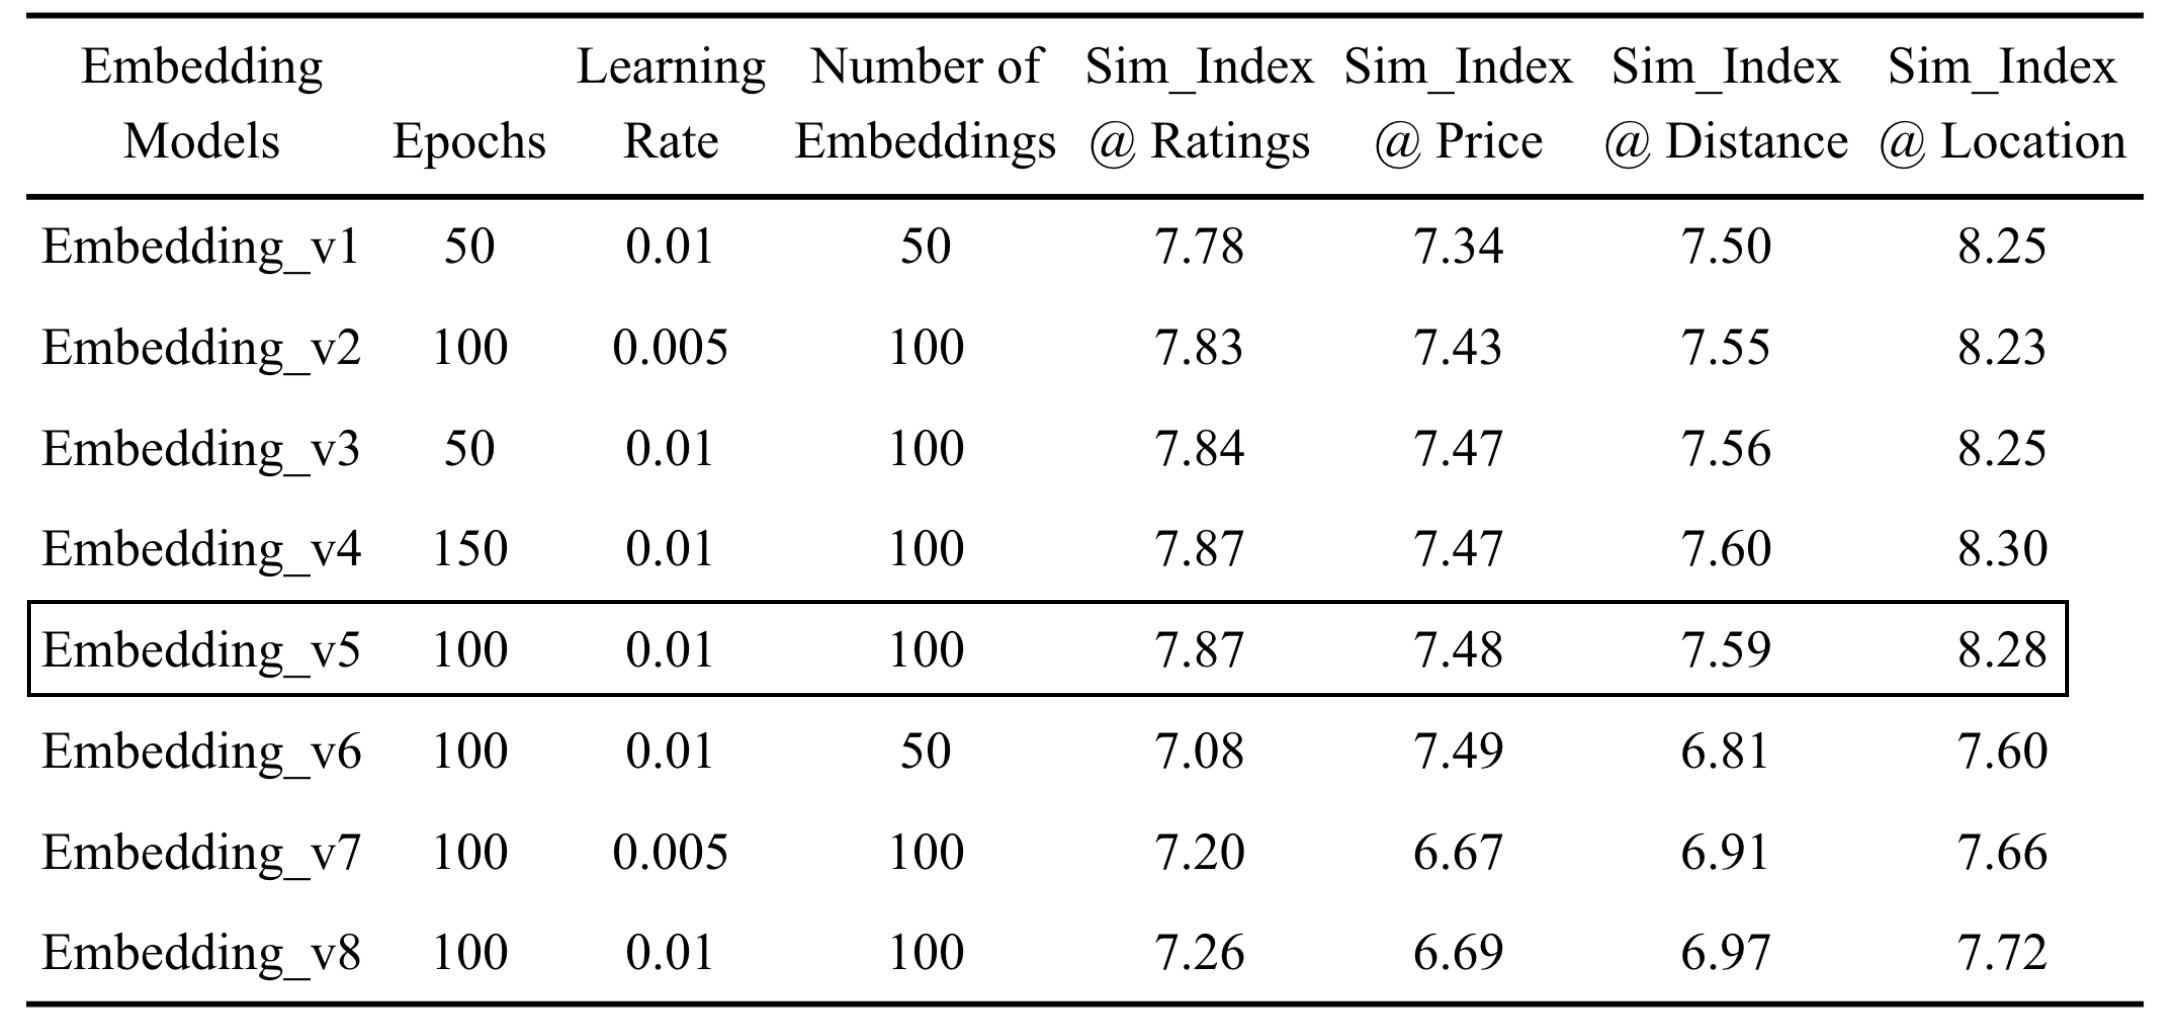 Embedding Models Epochs Learning Rate Number of Embeddings Sim_Index @ Ratings Sim_Index @ Price Sim_Index @ Distance Sim_Index @ Location
Embedding_v1 50 0.01 50 7.78 7.34 7.50 8.25
Embedding_v2 100 0.005 100 7.83 7.43 7.55 8.23
Embedding_v3 50 0.01 100 7.84 7.47 7.56 8.25
Embedding_v4 150 0.01 100 7.87 7.47 7.60 8.30
Embedding_v5 100 0.01 100 7.87 7.48 7.59 8.28
Embedding_v6 100 0.01 50 7.08 7.49 6.81 7.60
Embedding_v7 100 0.005 100 7.20 6.67 6.91 7.66
Embedding_v8 100 0.01 100 7.26 6.69 6.97 7.72